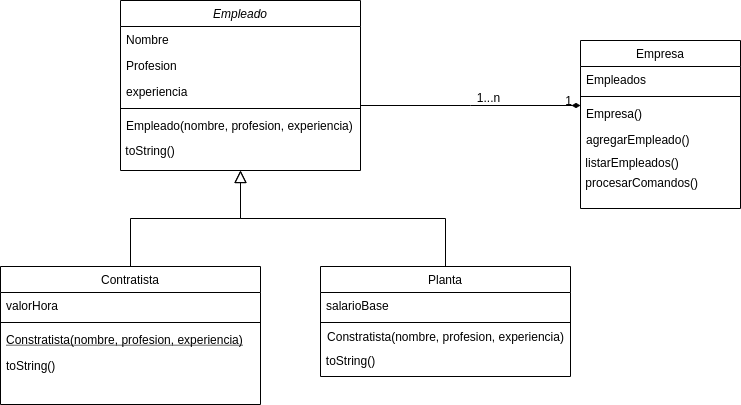 Empleado
Nombre
Profesion
experiencia
Empleado(nombre, profesion, experiencia)
toString()
1...n
1
Empresa
Empleados
Empresa()
agregarEmpleado()
listarEmpleados()
procesarComandos()
Contratista
valorHora
Constratista(nombre, profesion, experiencia)
toString()
Planta
salarioBase
Constratista(nombre, profesion, experiencia)
toString()